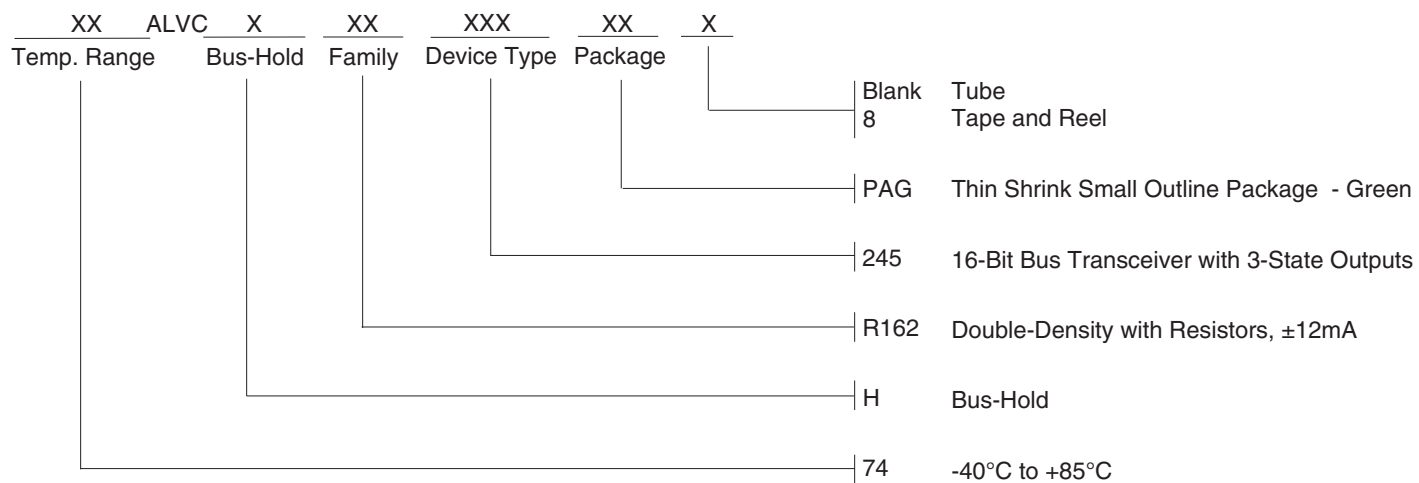 XX ALVC X XX XXX XX X
Temp. Range Bus-Hold Family Device Type Package
Blank Tube
8 Tape and Reel
PAG Thin Shrink Small Outline Package - Green
245 16-Bit Bus Transceiver with 3-State Outputs
R162 Double-Density with Resistors, ±12mA
H Bus-Hold
74 -40°C to +85°C